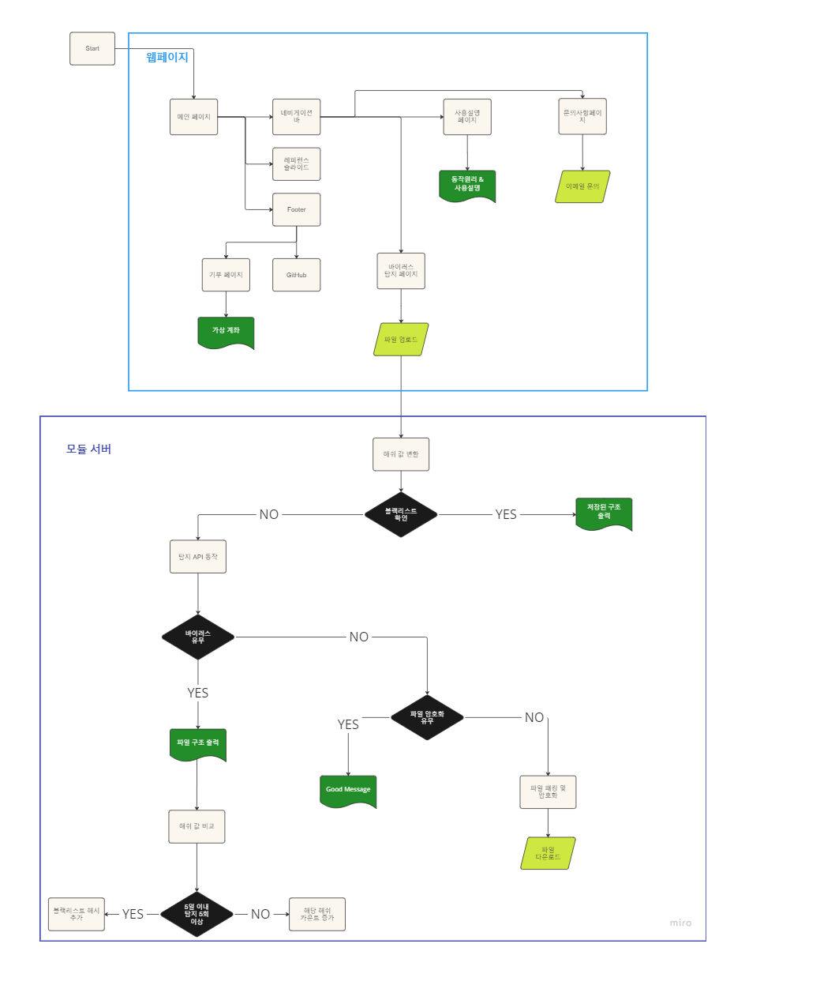 Start
웹페이지
메인 페이지
네비게이션
바
사용설명
페이지
문의사항페이
지
레퍼런스
슬라이드
동작원리 &
사용설명
이메일 문의
Footer
기부 페이지
GitHub
바이러스
탐지 페이지
가상 계좌
파일 업로드
모듈 서버
해쉬 값 변환
블랙리스트
확인
NO
YES
저장된 구조
출력
탐지 API 동작
바이러스
유무
NO
YES
파일 암호화
유무
YES
NO
파일 구조 출력
Good Message
파일 패킹 및
암호화
해쉬 값 비교
파일
다운로드
5일 이내
탐지 5회
이상
블랙리스트 해시
추가
YES
NO
해당 해쉬
카운트 증가
miro